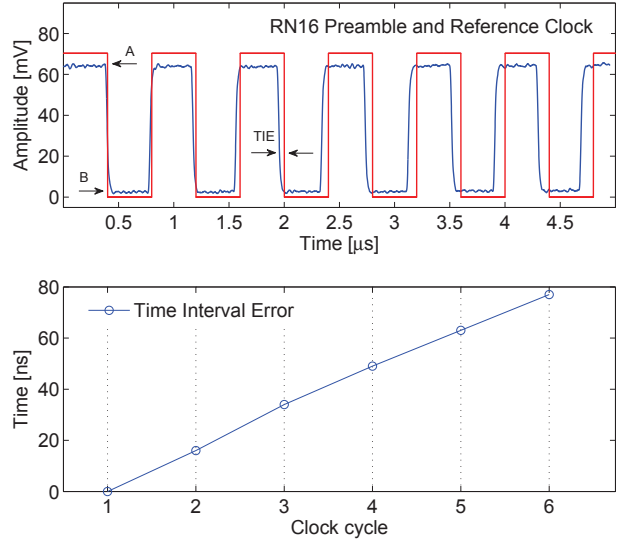 RN16 Preamble and Reference Clock
Amplitude [mV]
80
60
40
20
0
A
B
TIE
0.5 1 1.5 2 2.5 3 3.5 4 4.5
Time [μs]
Time Interval Error
Time [ns]
80
60
40
20
0
1 2 3 4 5 6
Clock cycle